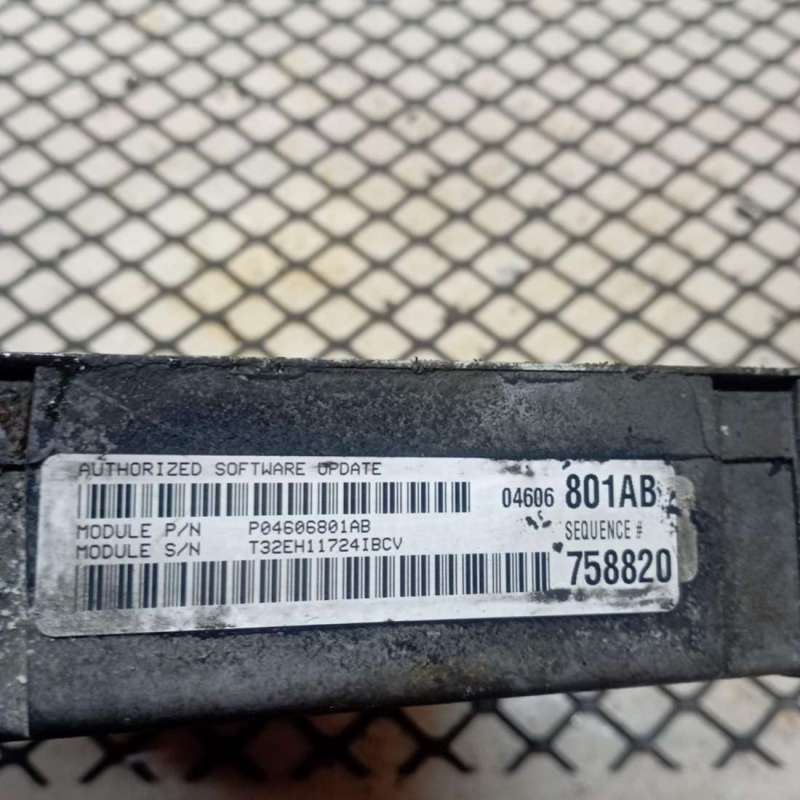 AUTHORIZED SOFTWARE UPDATE
04606 801AB
MODULE P/N P04606801AB
MODULE S/N T32EH11724IBCV
SEQUENCE #
758820